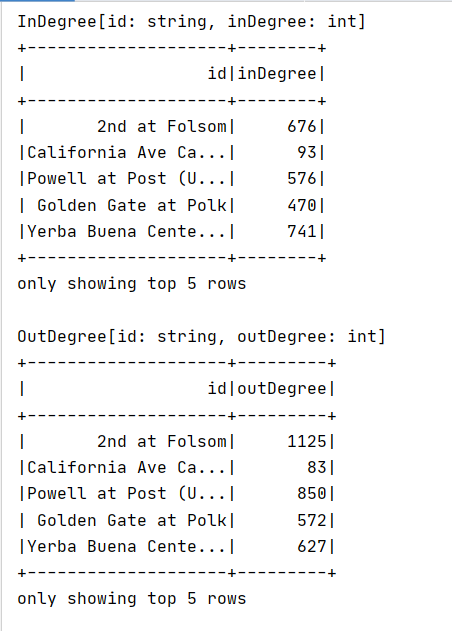 InDegree[id: string, inDegree: int]
+--------------------+--------+
|                  id|inDegree|
+--------------------+--------+
|       2nd at Folsom|     676|
|California Ave Ca...|      93|
|Powell at Post (U...|     576|
| Golden Gate at Polk|     470|
|Yerba Buena Cente...|     741|
+--------------------+--------+
only showing top 5 rows
OutDegree[id: string, outDegree: int]
+--------------------+---------+
|                  id|outDegree|
+--------------------+---------+
|       2nd at Folsom|     1125|
|California Ave Ca...|       83|
|Powell at Post (U...|      850|
| Golden Gate at Polk|      572|
|Yerba Buena Cente...|      627|
+--------------------+---------+
only showing top 5 rows